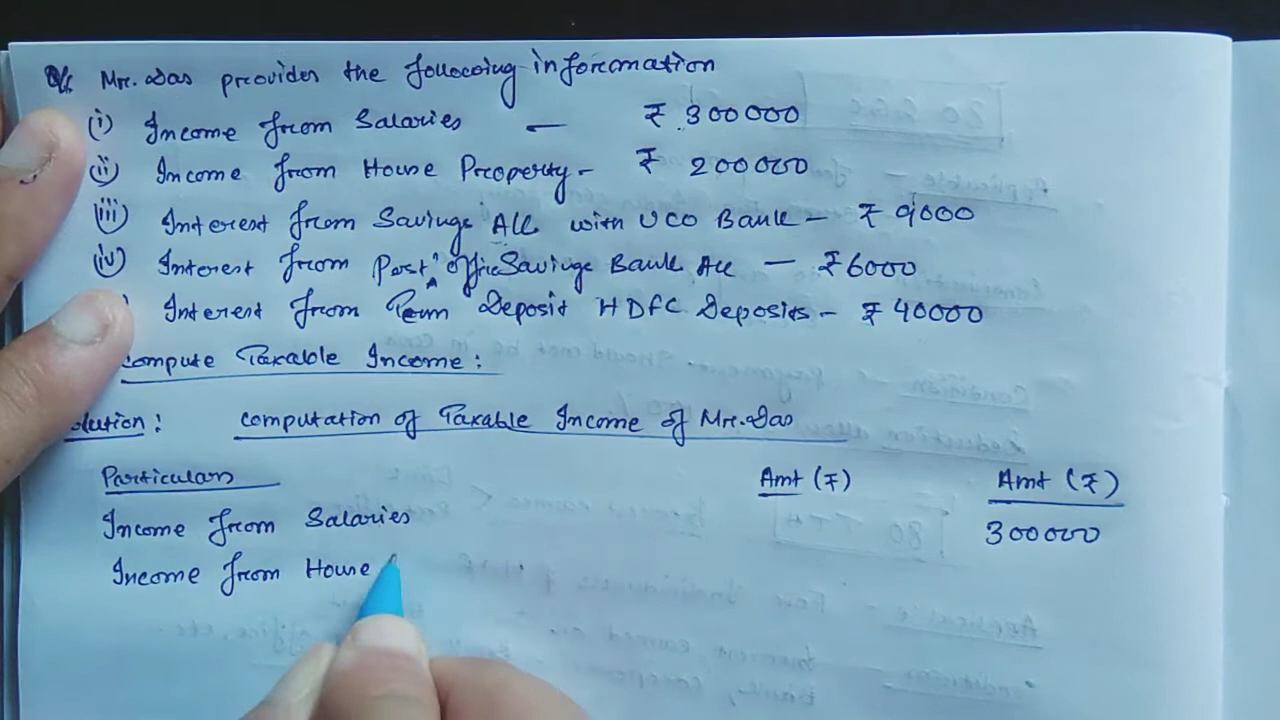 Q/. Mr. Das provides the following information
(i) Income from Salaries — ₹ 300000
(ii) Income from House Property - ₹ 200000
(iii) Interest from Savings A/c with UCO Bank - ₹ 9000
(iv) Interest from Post Office Savings Bank A/c — ₹6000
Interest from Term Deposit HDFC Deposits - ₹ 40000
compute Taxable Income:
olution: Computation of Taxable Income of Mr. Das
Particulars Amt (₹) Amt (₹)
Income from Salaries 300000
Income from House